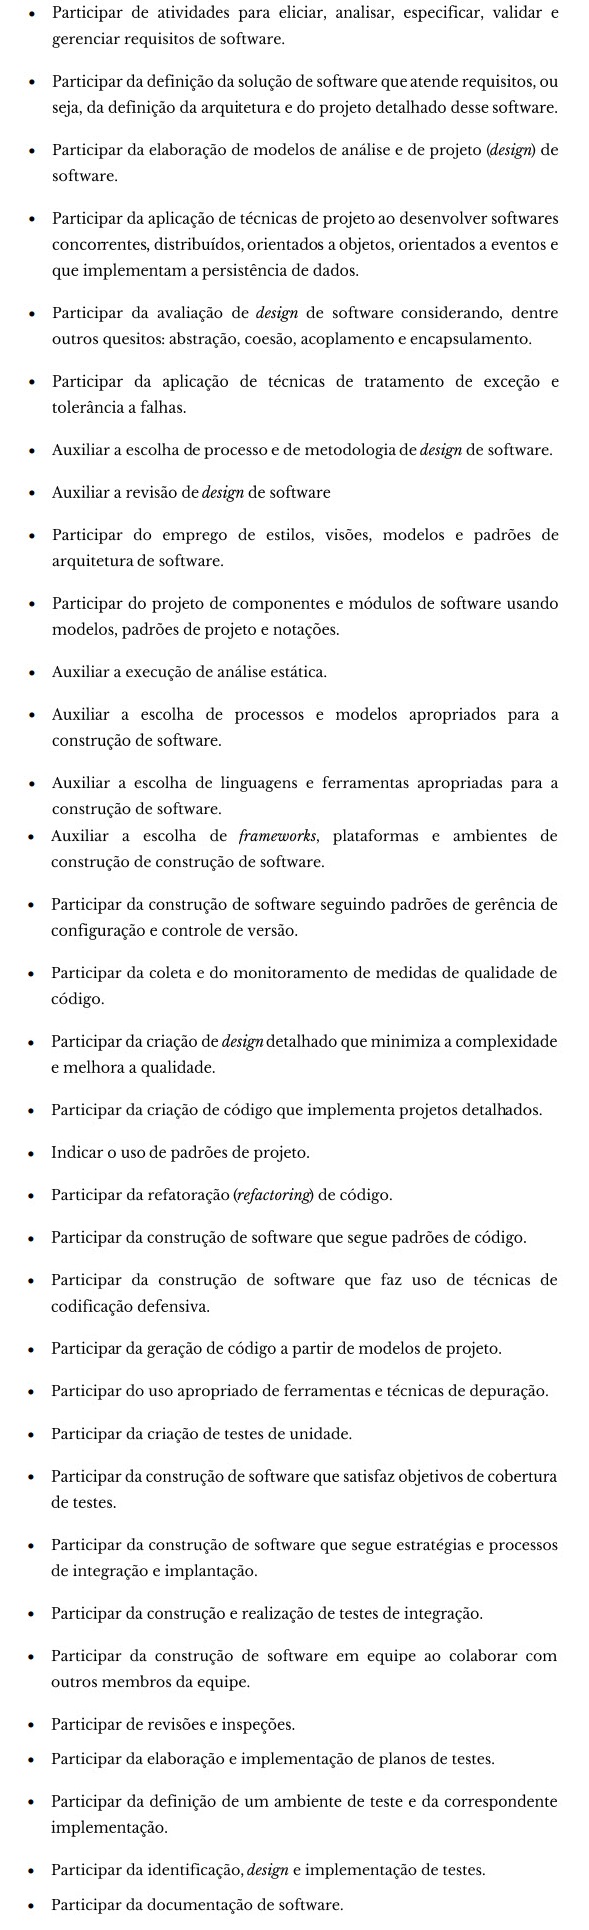 • Participar de atividades para eliciar, analisar, especificar, validar e
gerenciar requisitos de software.
• Participar da definição da solução de software que atende requisitos, ou
seja, da definição da arquitetura e do projeto detalhado desse software.
• Participar da elaboração de modelos de análise e de projeto (design) de
software.
• Participar da aplicação de técnicas de projeto ao desenvolver softwares
concorrentes, distribuídos, orientados a objetos, orientados a eventos e
que implementam a persistência de dados.
• Participar da avaliação de design de software considerando, dentre
outros quesitos: abstração, coesão, acoplamento e encapsulamento.
• Participar da aplicação de técnicas de tratamento de exceção e
tolerância a falhas.
• Auxiliar a escolha de processo e de metodologia de design de software.
• Auxiliar a revisão de design de software
• Participar do emprego de estilos, visões, modelos e padrões de
arquitetura de software.
• Participar do projeto de componentes e módulos de software usando
modelos, padrões de projeto e notações.
• Auxiliar a execução de análise estática.
• Auxiliar a escolha de processos e modelos apropriados para a
construção de software.
• Auxiliar a escolha de linguagens e ferramentas apropriadas para a
construção de software.
• Auxiliar a escolha de frameworks, plataformas e ambientes de
construção de construção de software.
• Participar da construção de software seguindo padrões de gerência de
configuração e controle de versão.
• Participar da coleta e do monitoramento de medidas de qualidade de
código.
• Participar da criação de design detalhado que minimiza a complexidade
e melhora a qualidade.
• Participar da criação de código que implementa projetos detalhados.
• Indicar o uso de padrões de projeto.
• Participar da refatoração (refactoring) de código.
• Participar da construção de software que segue padrões de código.
• Participar da construção de software que faz uso de técnicas de
codificação defensiva.
• Participar da geração de código a partir de modelos de projeto.
• Participar do uso apropriado de ferramentas e técnicas de depuração.
• Participar da criação de testes de unidade.
• Participar da construção de software que satisfaz objetivos de cobertura
de testes.
• Participar da construção de software que segue estratégias e processos
de integração e implantação.
• Participar da construção e realização de testes de integração.
• Participar da construção de software em equipe ao colaborar com
outros membros da equipe.
• Participar de revisões e inspeções.
• Participar da elaboração e implementação de planos de testes.
• Participar da definição de um ambiente de teste e da correspondente
implementação.
• Participar da identificação, design e implementação de testes.
• Participar da documentação de software.